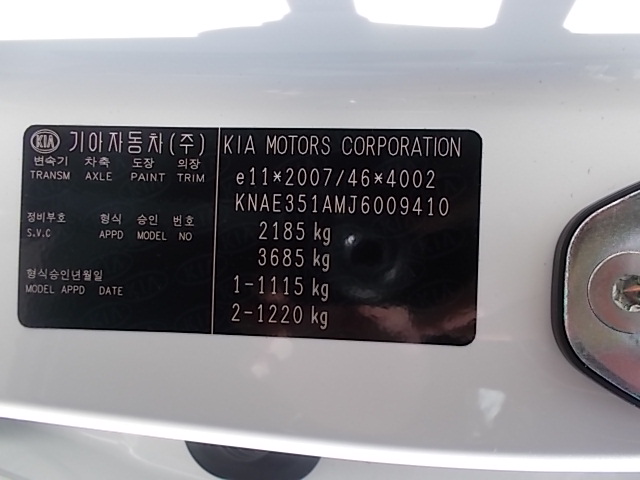 KIA 기아자동차(주)
변속기 차축 도장 의장
TRANSM AXLE PAINT TRIM
정비부호 형식 승인 번호
S.V.C APPD MODEL NO
형식승인년월일
MODEL APPD DATE
KIA MOTORS CORPORATION
e11*2007/46*4002
KNAE351AMJ6009410
2185 kg
3685 kg
1-1115 kg
2-1220 kg